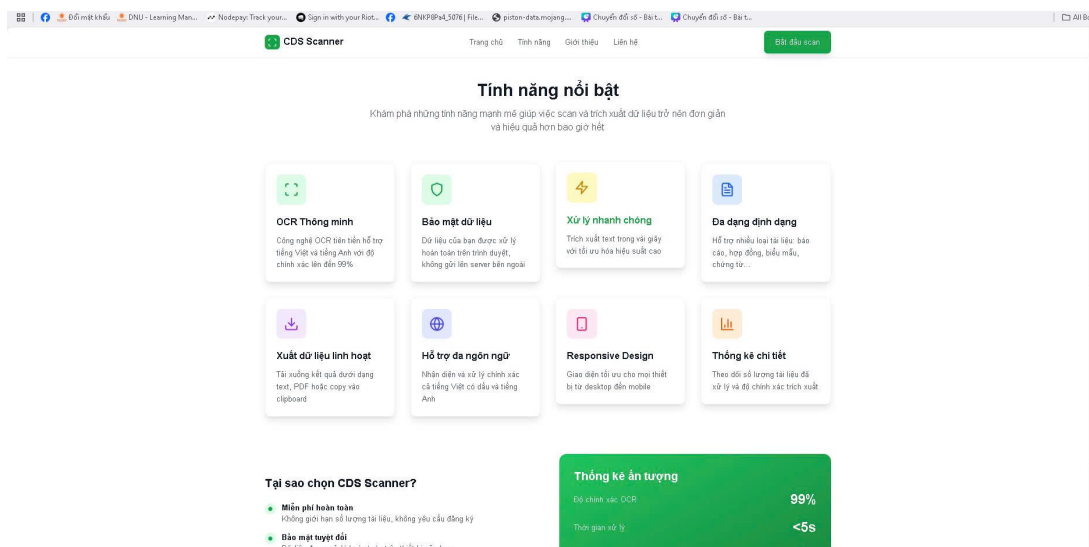 Đổi mật khẩu
DNU - Learning Man...
Nodepay: Track your...
Sign in with your Riot...
6NKP8Pa4_5076 | File...
piston-data.mojang....
Chuyển đổi số - Bài t...
Chuyển đổi số - Bài t...
CDS Scanner
Trang chủ
Tính năng
Giới thiệu
Liên hệ
Bắt đầu scan
Tính năng nổi bật
Khám phá những tính năng mạnh mẽ giúp việc scan và trích xuất dữ liệu trở nên đơn giản
và hiệu quả hơn bao giờ hết
OCR Thông minh
Công nghệ OCR tiên tiến hỗ trợ
tiếng Việt và tiếng Anh với độ
chính xác lên đến 99%
Bảo mật dữ liệu
Dữ liệu của bạn được xử lý
hoàn toàn trên trình duyệt,
không gửi lên server bên ngoài
Xử lý nhanh chóng
Trích xuất text trong vài giây
với tối ưu hóa hiệu suất cao
Đa dạng định dạng
Hỗ trợ nhiều loại tài liệu: báo
cáo, hợp đồng, biểu mẫu,
chứng từ...
Xuất dữ liệu linh hoạt
Tải xuống kết quả dưới dạng
text, PDF hoặc copy vào
clipboard
Hỗ trợ đa ngôn ngữ
Nhận diện và xử lý chính xác
cả tiếng Việt có dấu và tiếng
Anh
Responsive Design
Giao diện tối ưu cho mọi thiết
bị từ desktop đến mobile
Thống kê chi tiết
Theo dõi số lượng tài liệu đã
xử lý và độ chính xác trích xuất
Tại sao chọn CDS Scanner?
Miễn phí hoàn toàn
Không giới hạn số lượng tài liệu, không yêu cầu đăng ký
Bảo mật tuyệt đối
Thống kê ấn tượng
Độ chính xác OCR
99%
Thời gian xử lý
<5s